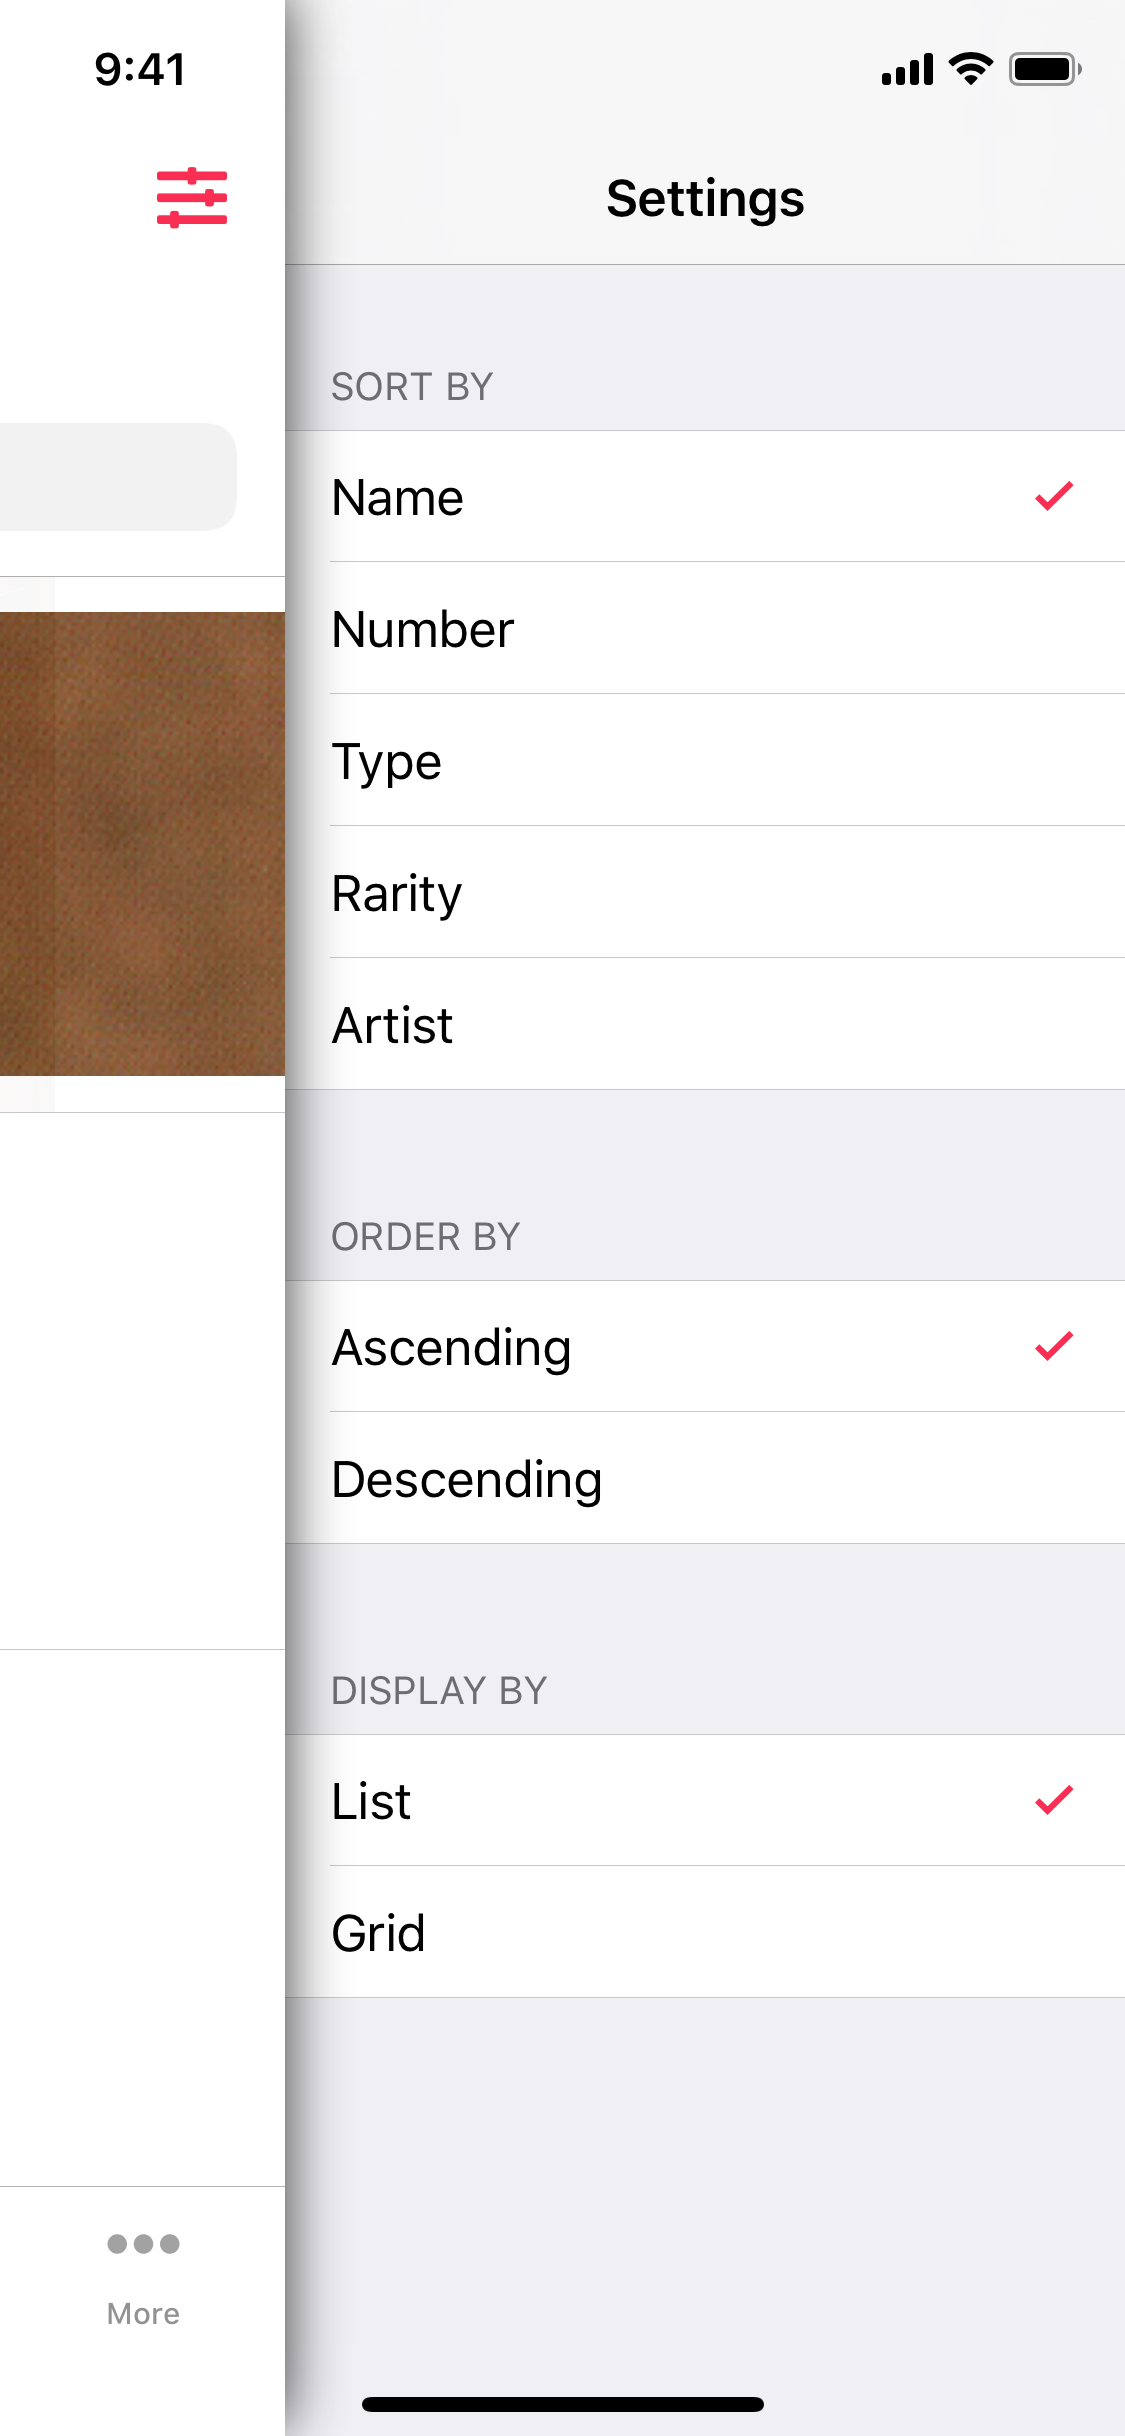 9:41
Settings
SORT BY
Name
Number
Type
Rarity
Artist
ORDER BY
Ascending
Descending
DISPLAY BY
List
Grid
More